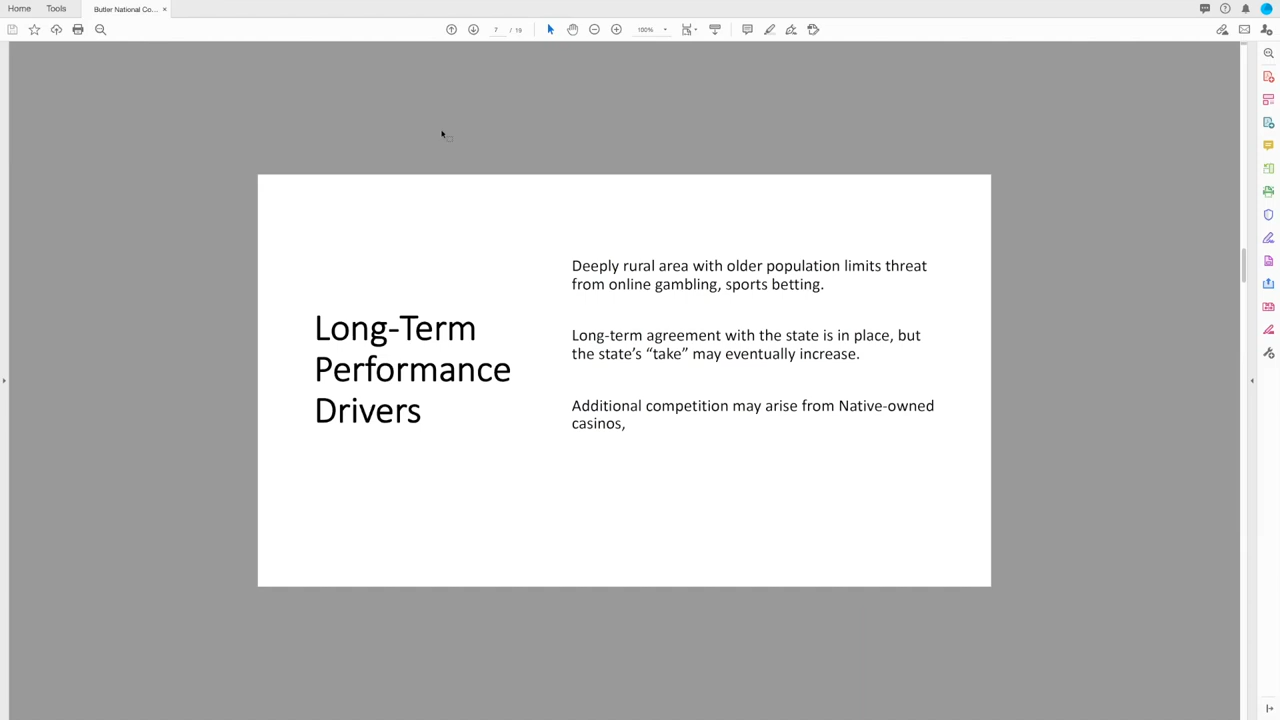 Home
Tools
Butler National Co...
7 / 19
100%
Deeply rural area with older population limits threat
from online gambling, sports betting.
Long-Term
Performance
Drivers
Long-term agreement with the state is in place, but
the state’s “take” may eventually increase.
Additional competition may arise from Native-owned
casinos,